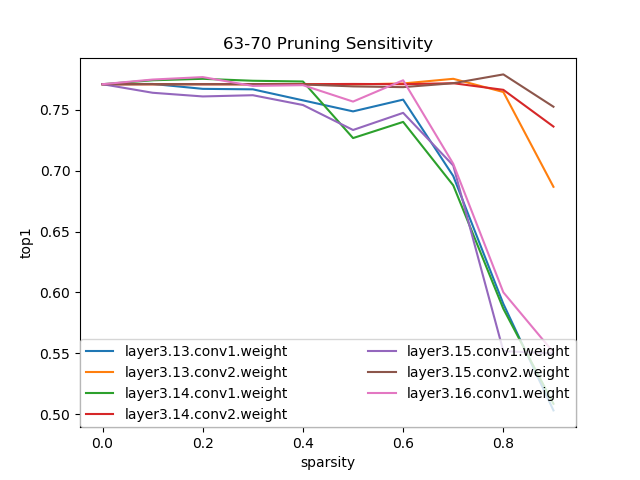 63-70 Pruning Sensitivity
top1
0.75
0.70
0.65
0.60
0.55
0.50
layer3.13.conv1.weight
layer3.13.conv2.weight
layer3.14.conv1.weight
layer3.14.conv2.weight
layer3.15.conv1.weight
layer3.15.conv2.weight
layer3.16.conv1.weight
0.0 0.2 0.4 0.6 0.8
sparsity